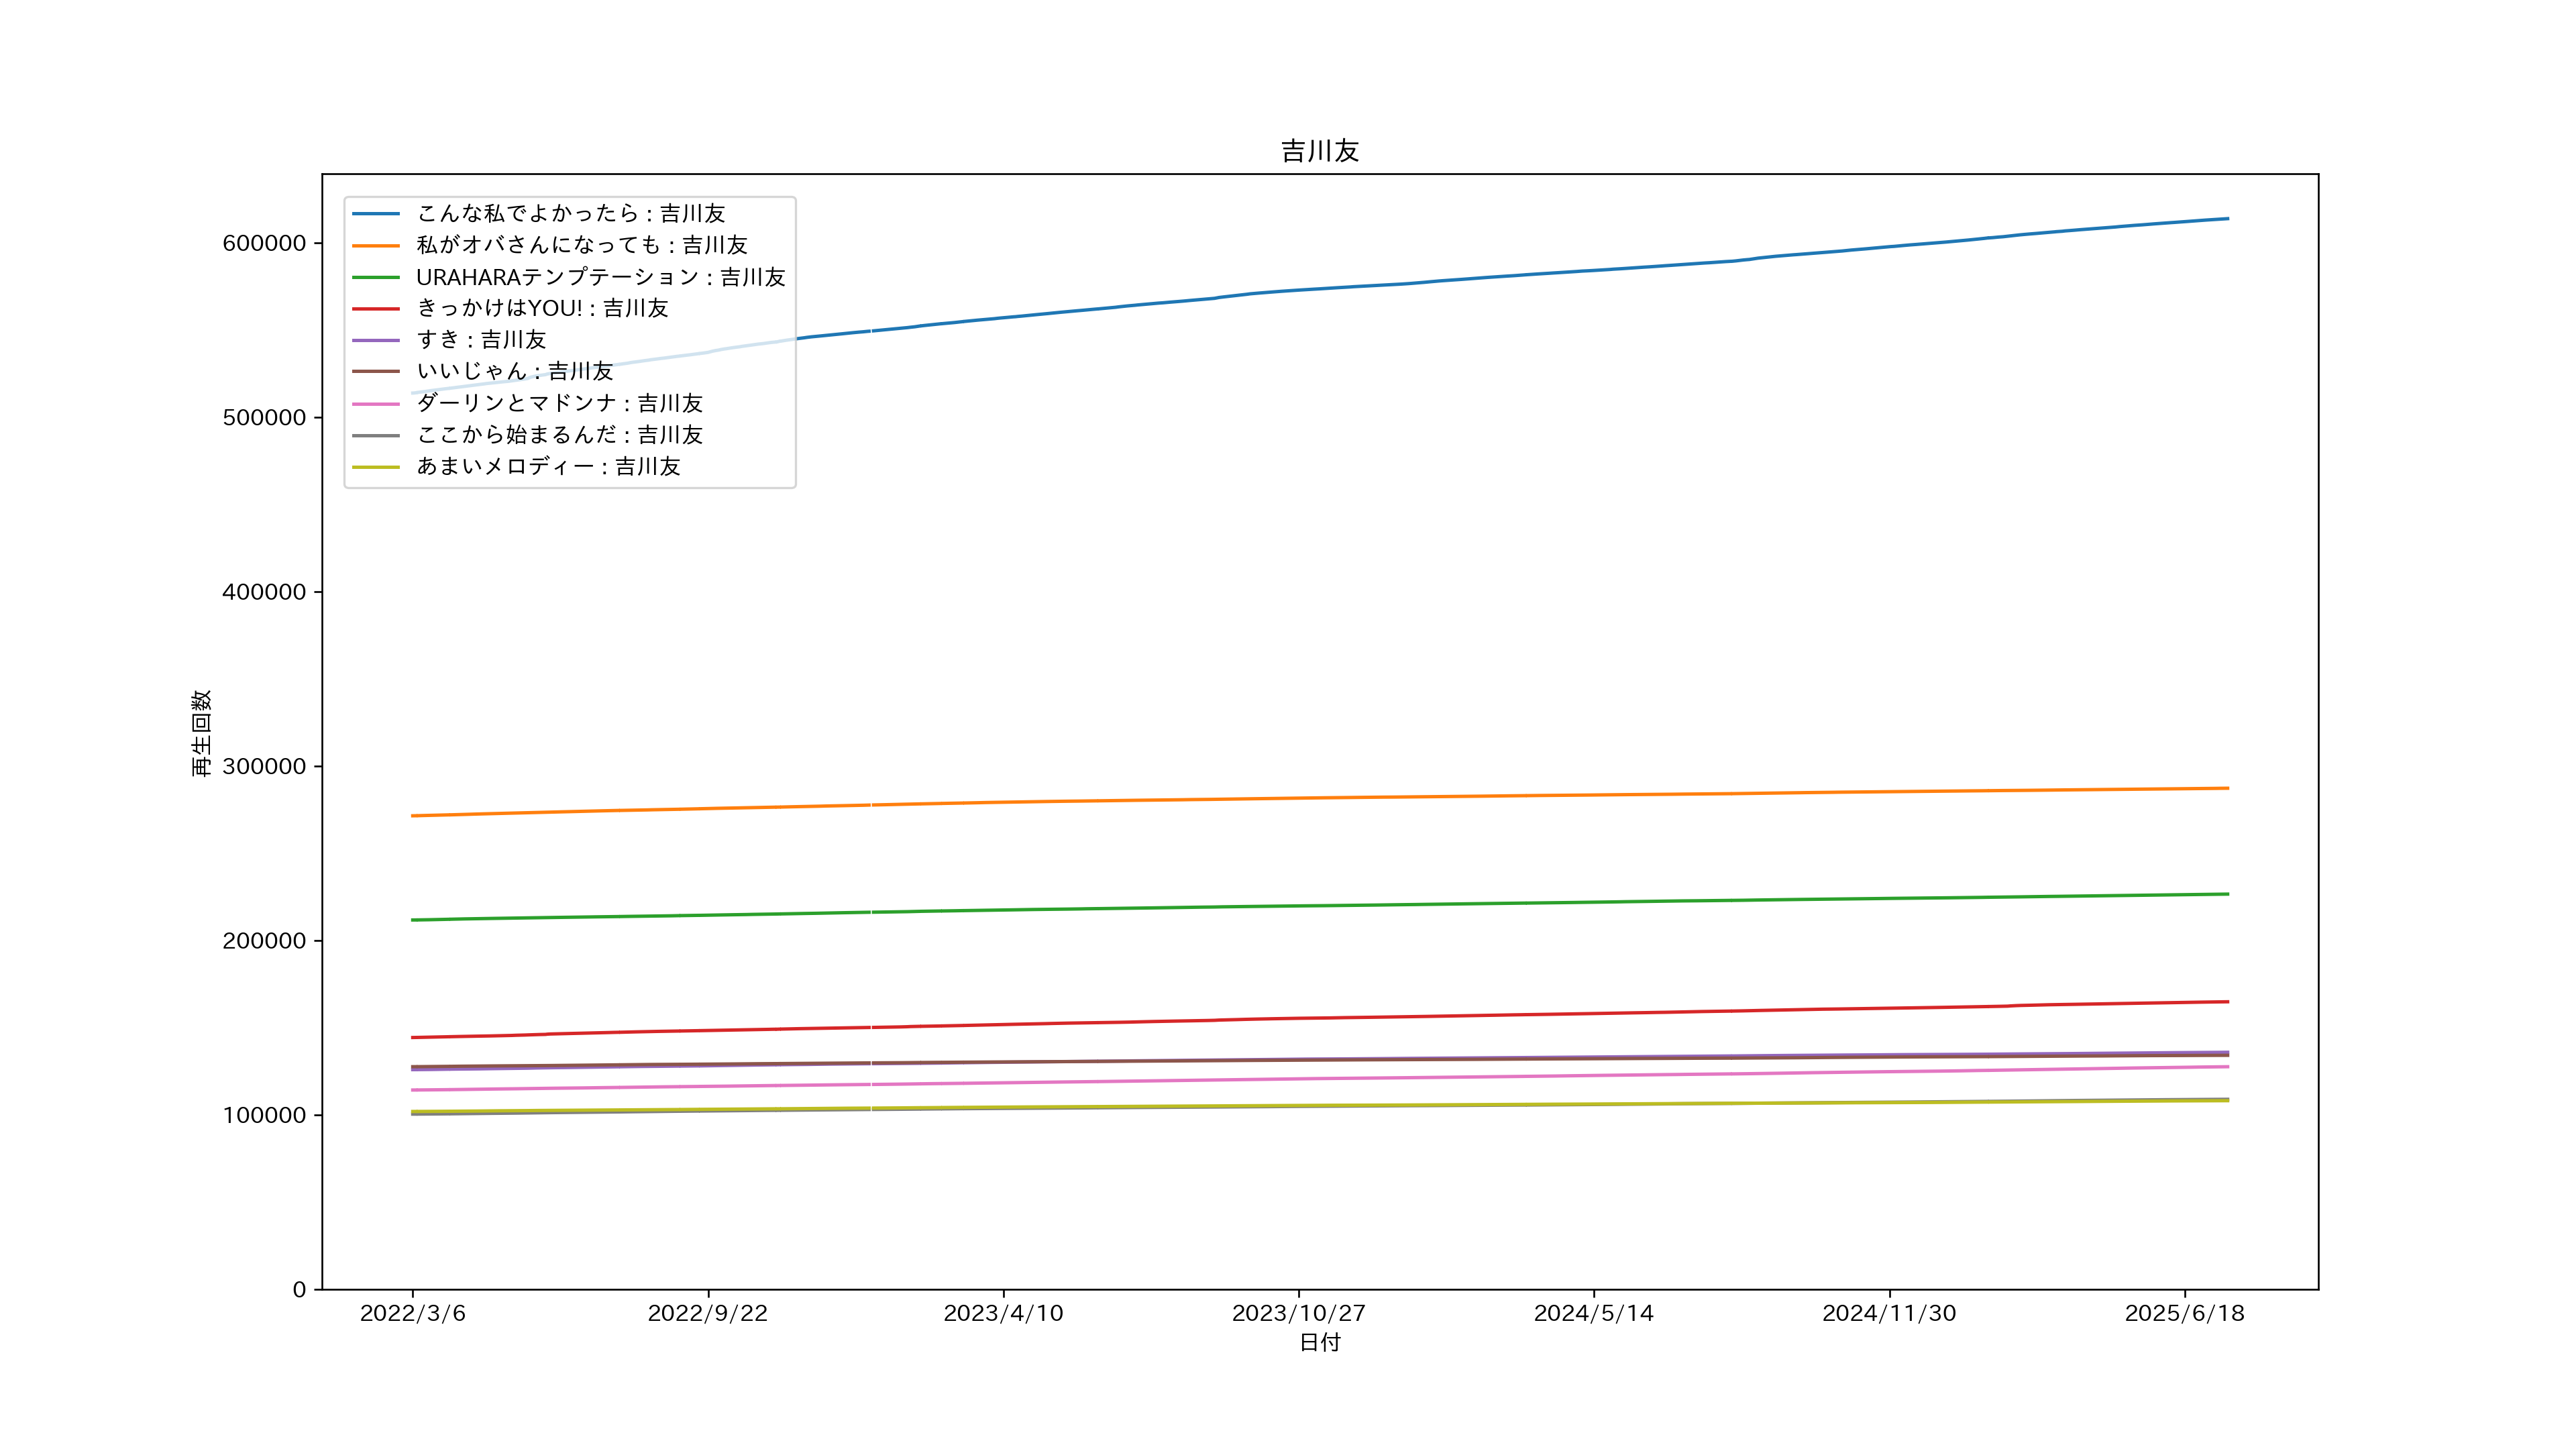 吉川友
こんな私でよかったら : 吉川友
私がオバさんになっても : 吉川友
URAHARAテンプテーション : 吉川友
きっかけはYOU! : 吉川友
すき : 吉川友
いいじゃん : 吉川友
ダーリンとマドンナ : 吉川友
ここから始まるんだ : 吉川友
あまいメロディー : 吉川友
再生回数
600000
500000
400000
300000
200000
100000
0
2022/3/6
2022/9/22
2023/4/10
2023/10/27
2024/5/14
2024/11/30
2025/6/18
日付